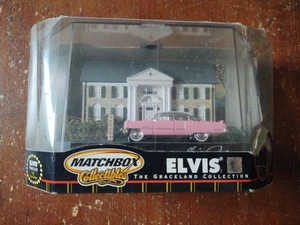 MATCHBOX
Collectibles
ELVIS
THE GRACELAND COLLECTION